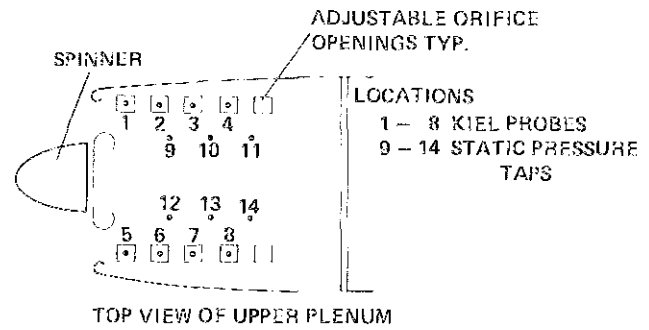 ADJUSTABLE ORIFICE
OPENINGS TYP.
SPINNER
LOCATIONS
1 – 8 KIEL PROBES
9 – 14 STATIC PRESSURE
TAPS
1 2 3 4
9 10 11
12 13 14
5 6 7 8
TOP VIEW OF UPPER PLENUM